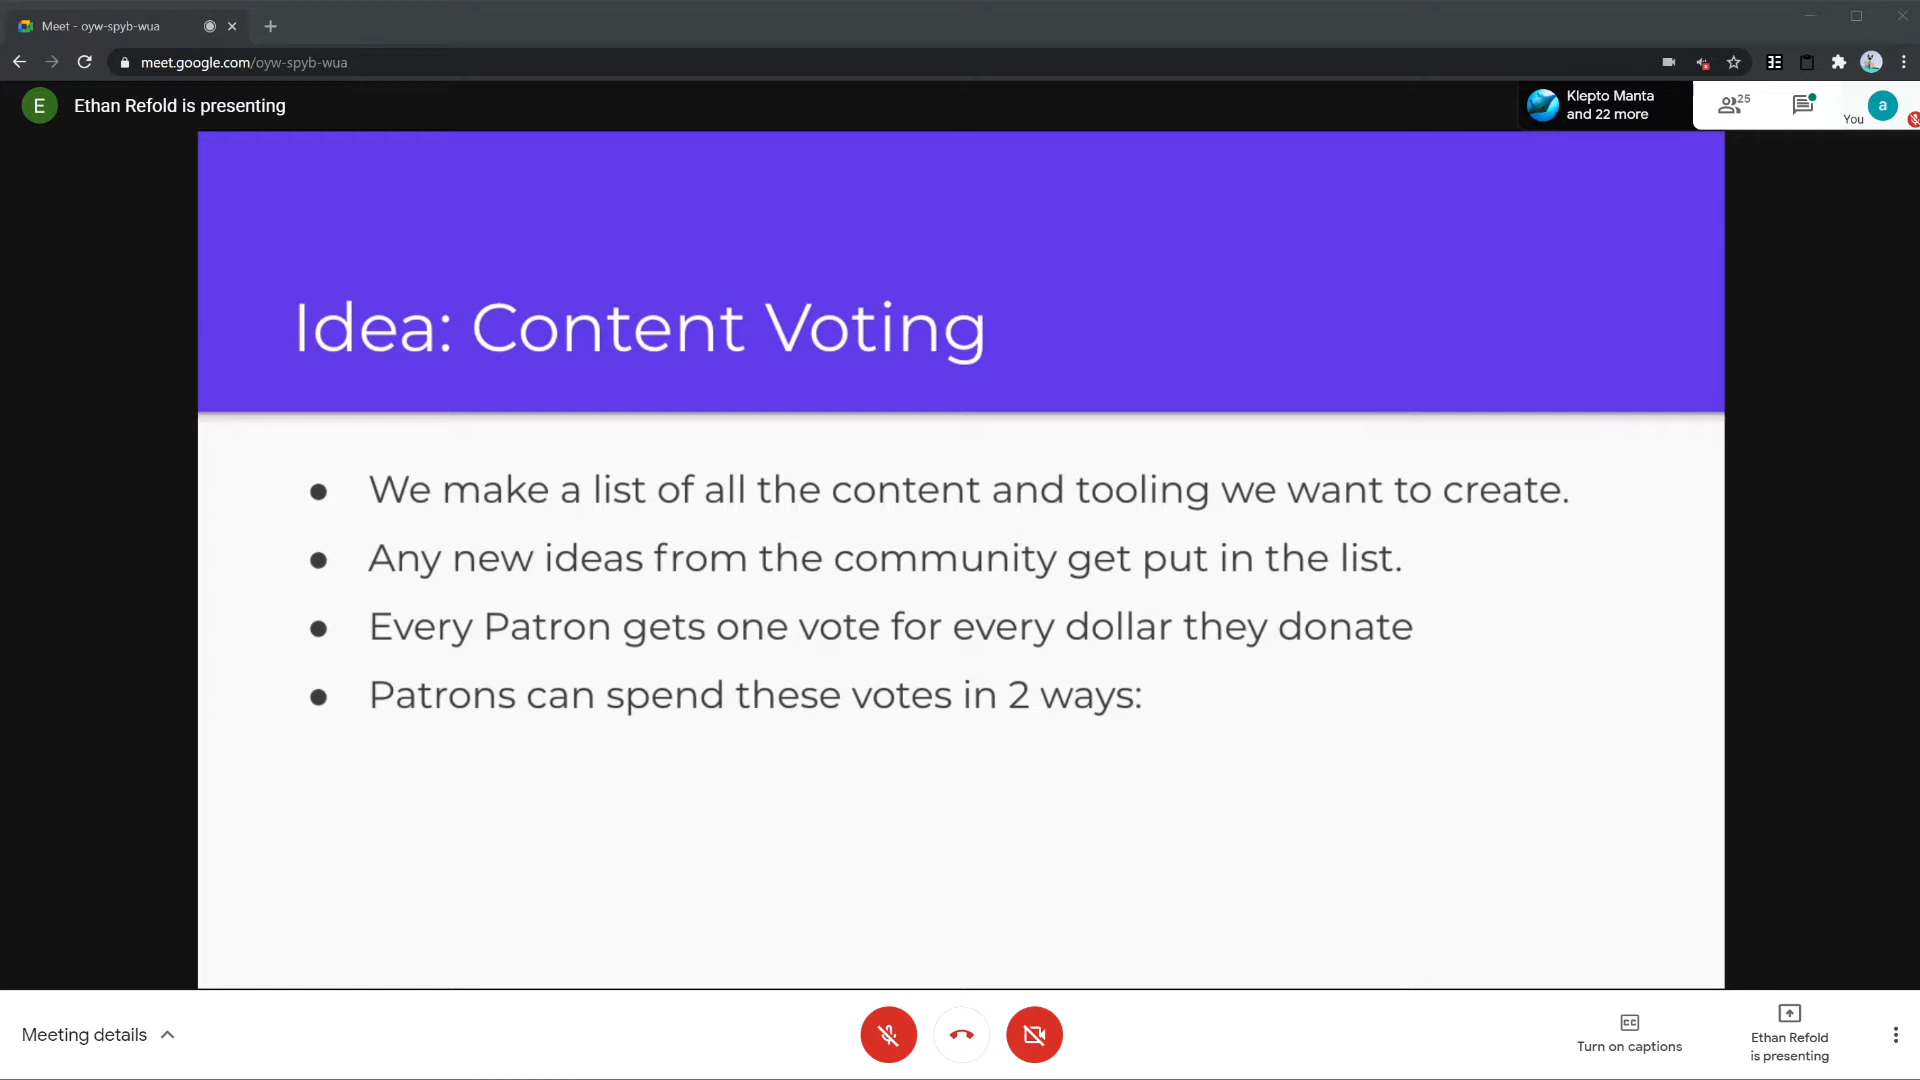 Meet - oyw-spyb-wua
meet.google.com/oyw-spyb-wua
E
Ethan Refold is presenting
Klepto Manta
and 22 more
25
You
a
Idea: Content Voting
● We make a list of all the content and tooling we want to create.
● Any new ideas from the community get put in the list.
● Every Patron gets one vote for every dollar they donate
● Patrons can spend these votes in 2 ways:
Meeting details
CC
Turn on captions
Ethan Refold
is presenting